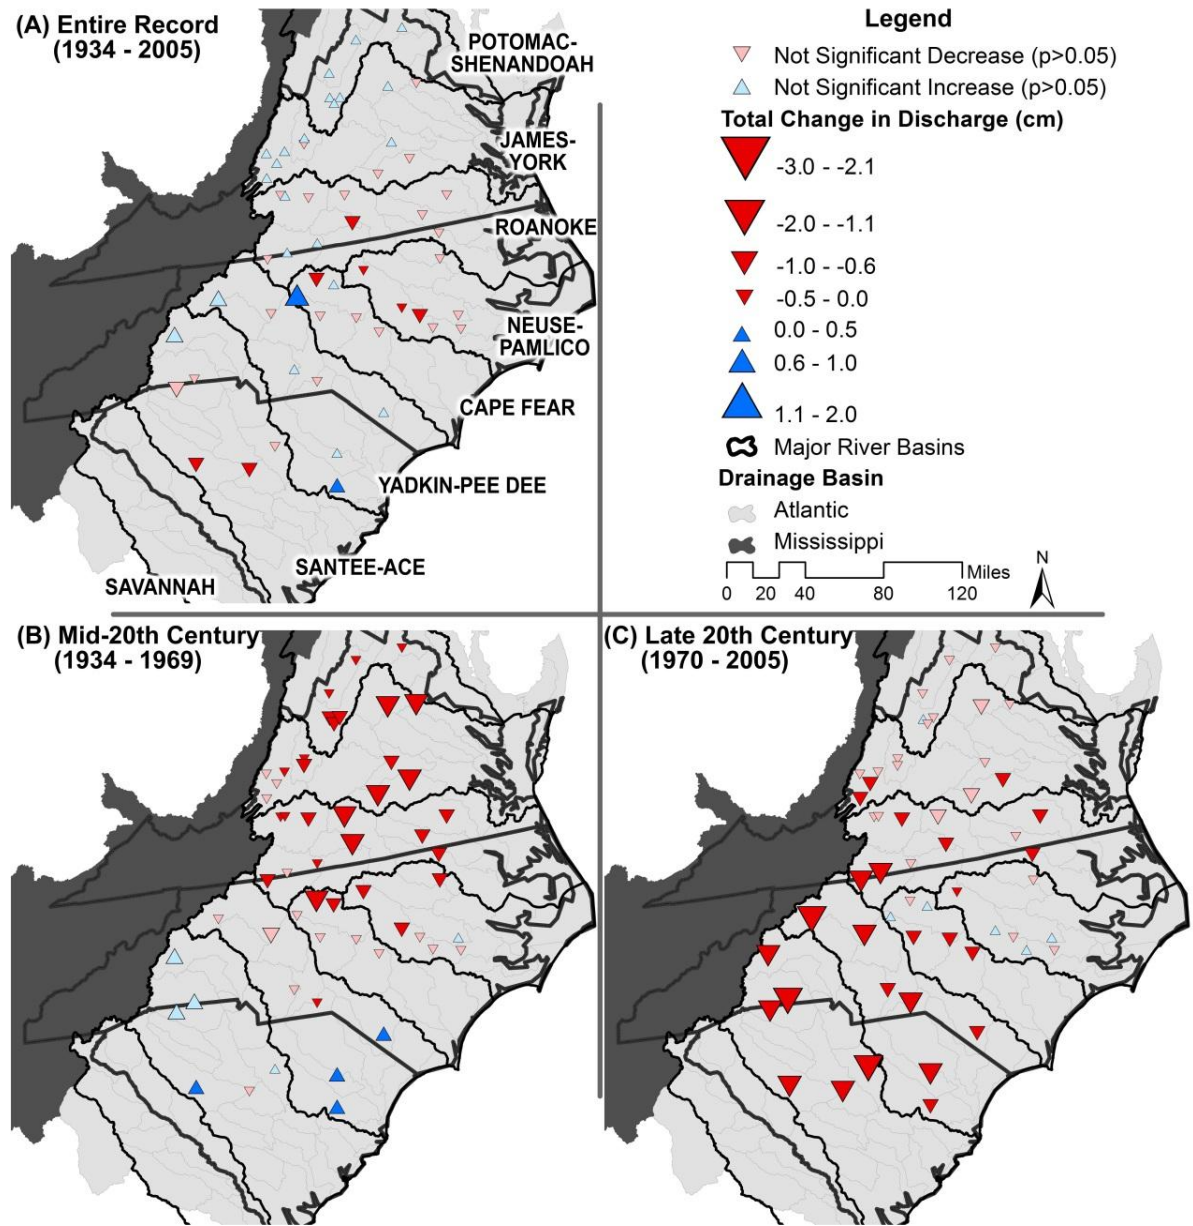 (A) Entire Record
(1934 - 2005)
POTOMAC-
SHENANDOAH
JAMES-
YORK
ROANOKE
NEUSE-
PAMLICO
CAPE FEAR
YADKIN-PEE DEE
SANTEE-ACE
SAVANNAH
Legend
Not Significant Decrease (p>0.05)
Not Significant Increase (p>0.05)
Total Change in Discharge (cm)
-3.0 - -2.1
-2.0 - -1.1
-1.0 - -0.6
-0.5 - 0.0
0.0 - 0.5
0.6 - 1.0
1.1 - 2.0
Major River Basins
Drainage Basin
Atlantic
Mississippi
Miles
0 20 40 80 120
N
(B) Mid-20th Century
(1934 - 1969)
(C) Late 20th Century
(1970 - 2005)